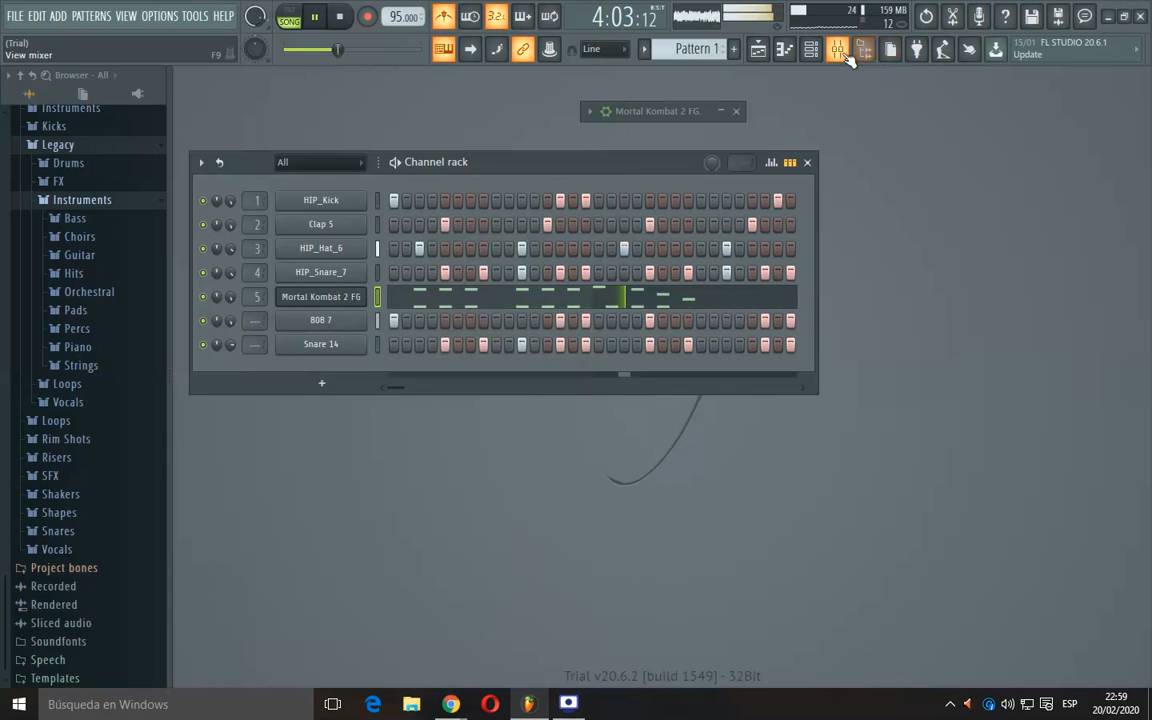 FILE EDIT ADD PATTERNS VIEW OPTIONS TOOLS HELP
SONG
95.000
3.2
4:03:12
B:S:T
24
159 MB
12
(Trial)
View mixer
F9
Line
Pattern 1
15/01 FL STUDIO 20.6.1
Update
Browser - All
Instruments
Kicks
Legacy
Drums
FX
Instruments
Bass
Choirs
Guitar
Hits
Orchestral
Pads
Percs
Piano
Strings
Loops
Vocals
Loops
Rim Shots
Risers
SFX
Shakers
Shapes
Snares
Vocals
Project bones
Recorded
Rendered
Sliced audio
Soundfonts
Speech
Templates
Mortal Kombat 2 FG.
All
Channel rack
1 HIP_Kick
2 Clap 5
3 HIP_Hat_6
4 HIP_Snare_7
5 Mortal Kombat 2 FG
--- 808 7
--- Snare 14
Trial v20.6.2 [build 1549] - 32Bit
Búsqueda en Windows
ESP
22:59
20/02/2020